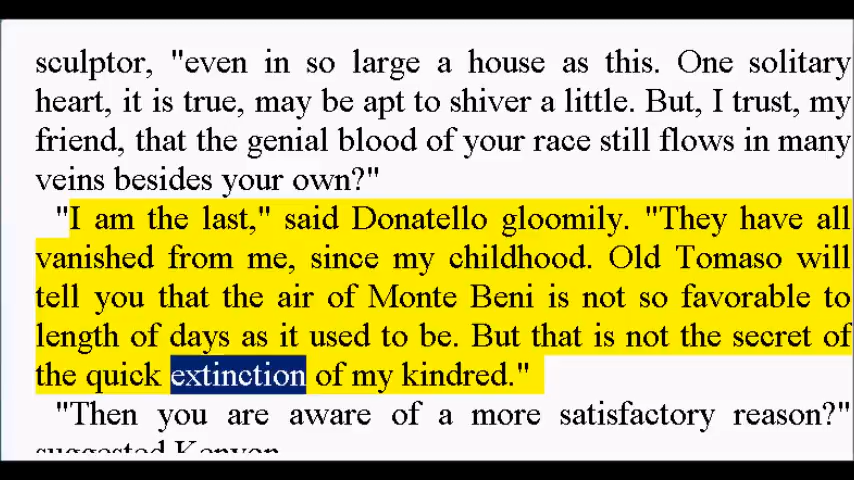 sculptor, "even in so large a house as this. One solitary
heart, it is true, may be apt to shiver a little. But, I trust, my
friend, that the genial blood of your race still flows in many
veins besides your own?"
"I am the last," said Donatello gloomily. "They have all
vanished from me, since my childhood. Old Tomaso will
tell you that the air of Monte Beni is not so favorable to
length of days as it used to be. But that is not the secret of
the quick extinction of my kindred."
"Then you are aware of a more satisfactory reason?"
suggested Kenyon.